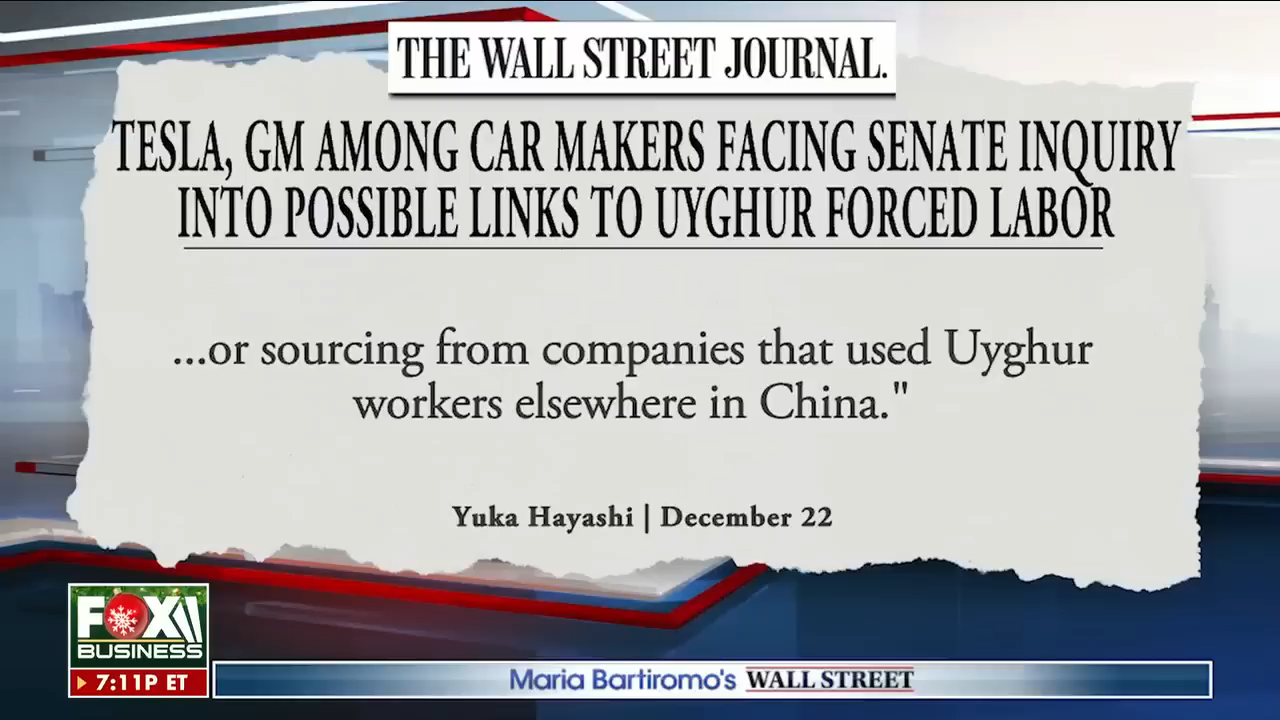 THE WALL STREET JOURNAL.
TESLA, GM AMONG CAR MAKERS FACING SENATE INQUIRY
INTO POSSIBLE LINKS TO UYGHUR FORCED LABOR
...or sourcing from companies that used Uyghur
workers elsewhere in China."
Yuka Hayashi | December 22
FOX
BUSINESS
7:11P ET
Maria Bartiromo's WALL STREET